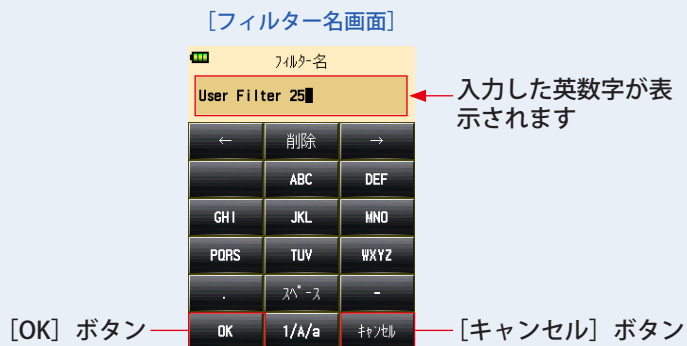 ［フィルター名画面］
ﾌｨﾙﾀｰ名
User Filter 25
入力した英数字が表
示されます
← 削除 →
ABC DEF
GHI JKL MNO
PQRS TUV WXYZ
. ｽﾍﾟｰｽ -
［OK］ボタン OK 1/A/a ｷｬﾝｾﾙ ［キャンセル］ボタン